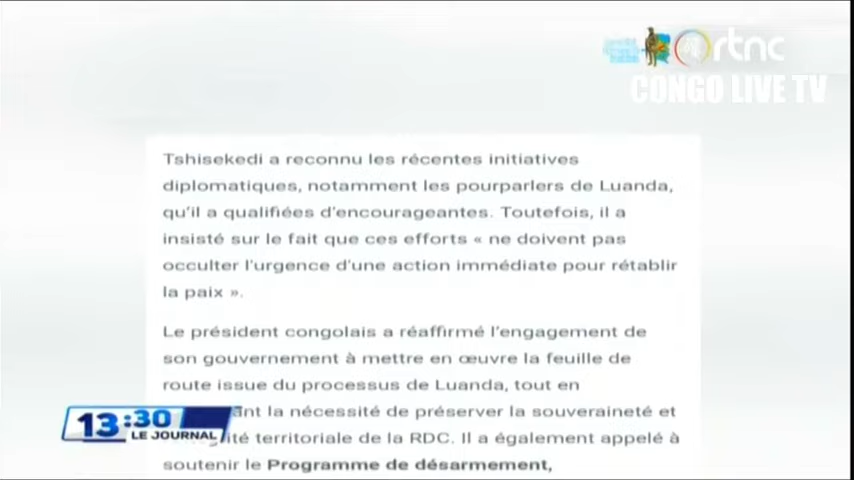 rtnc
CONGO LIVE TV
Tshisekedi a reconnu les récentes initiatives
diplomatiques, notamment les pourparlers de Luanda,
qu'il a qualifiées d'encourageantes. Toutefois, il a
insisté sur le fait que ces efforts « ne doivent pas
occulter l'urgence d'une action immédiate pour rétablir
la paix ».
Le président congolais a réaffirmé l'engagement de
son gouvernement à mettre en œuvre la feuille de
route issue du processus de Luanda, tout en
ant la nécessité de préserver la souveraineté et
ité territoriale de la RDC. Il a également appelé à
soutenir le Programme de désarmement,
13:30
LE JOURNAL